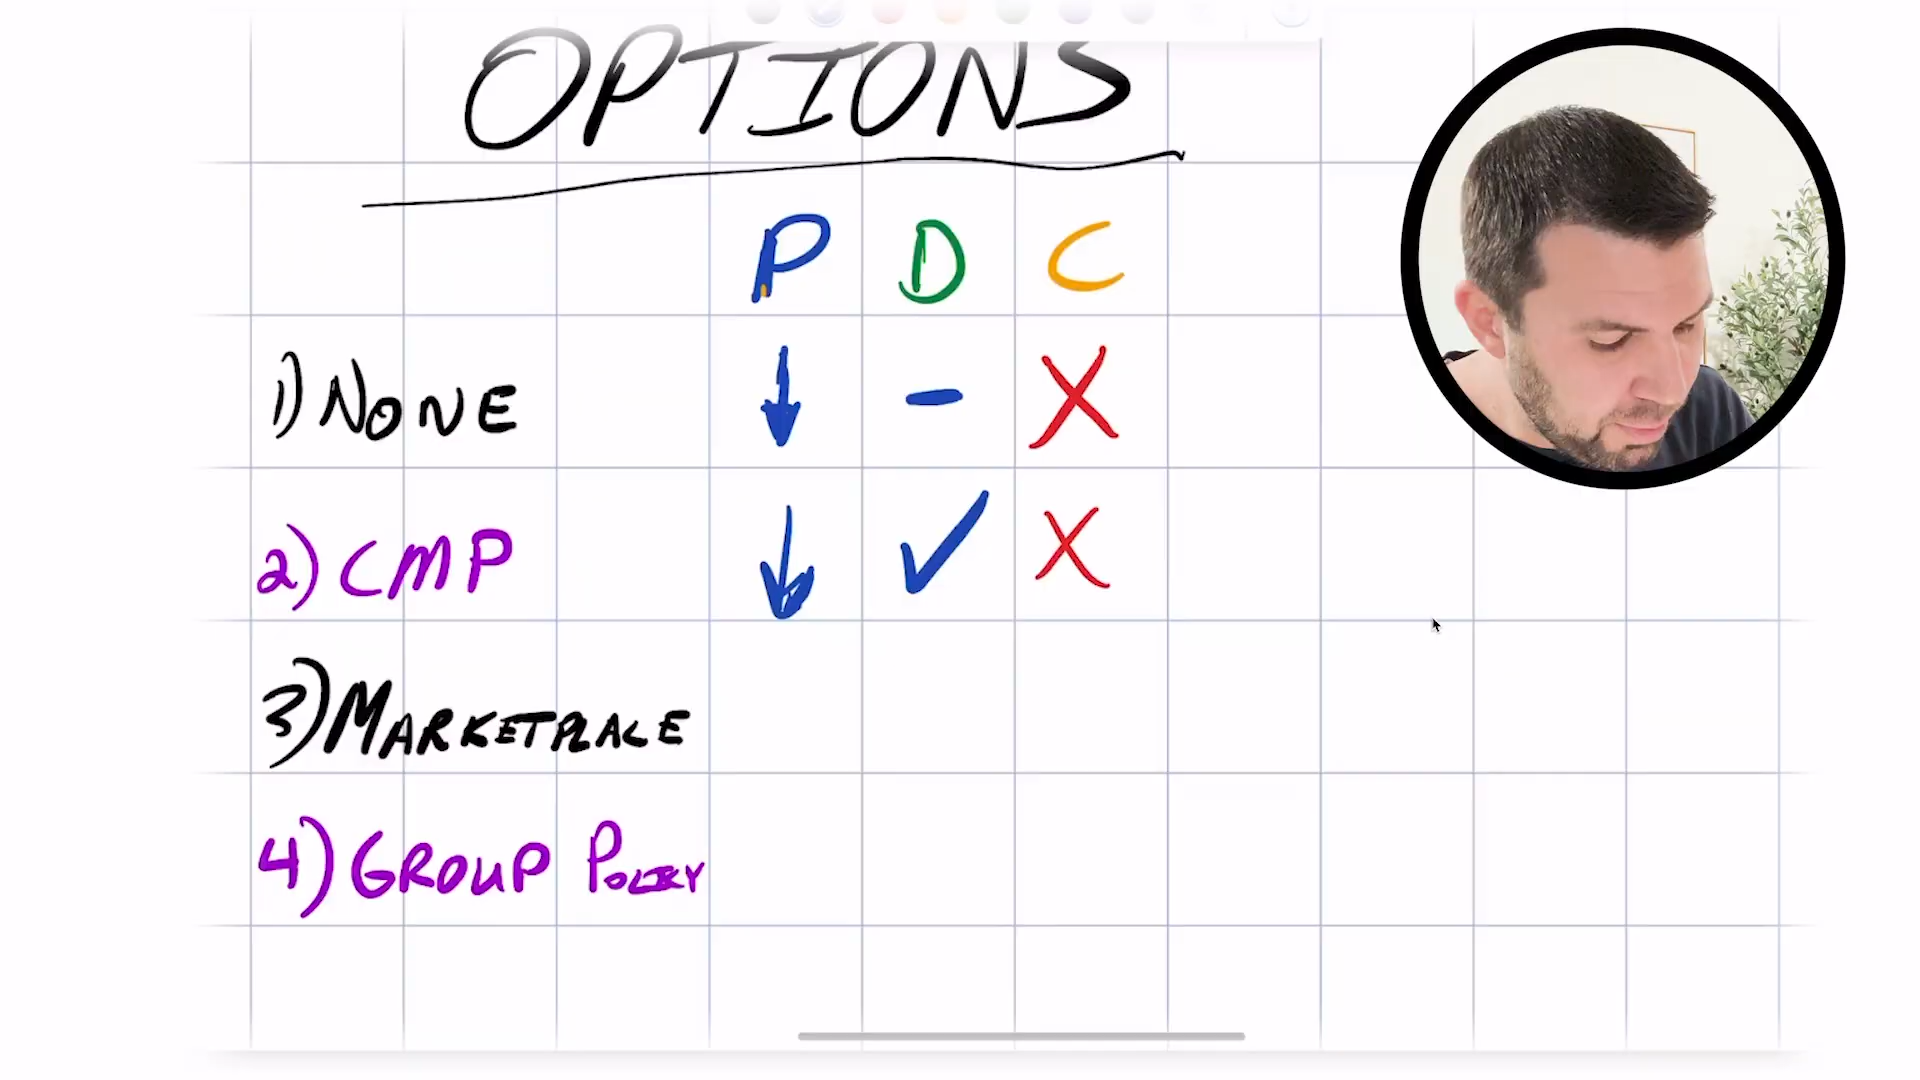 OPTIONS
P D C
1) NONE ↓ - X
2) CMP ↓ ✓ X
3) MARKETPLACE
4) GROUP POLICY